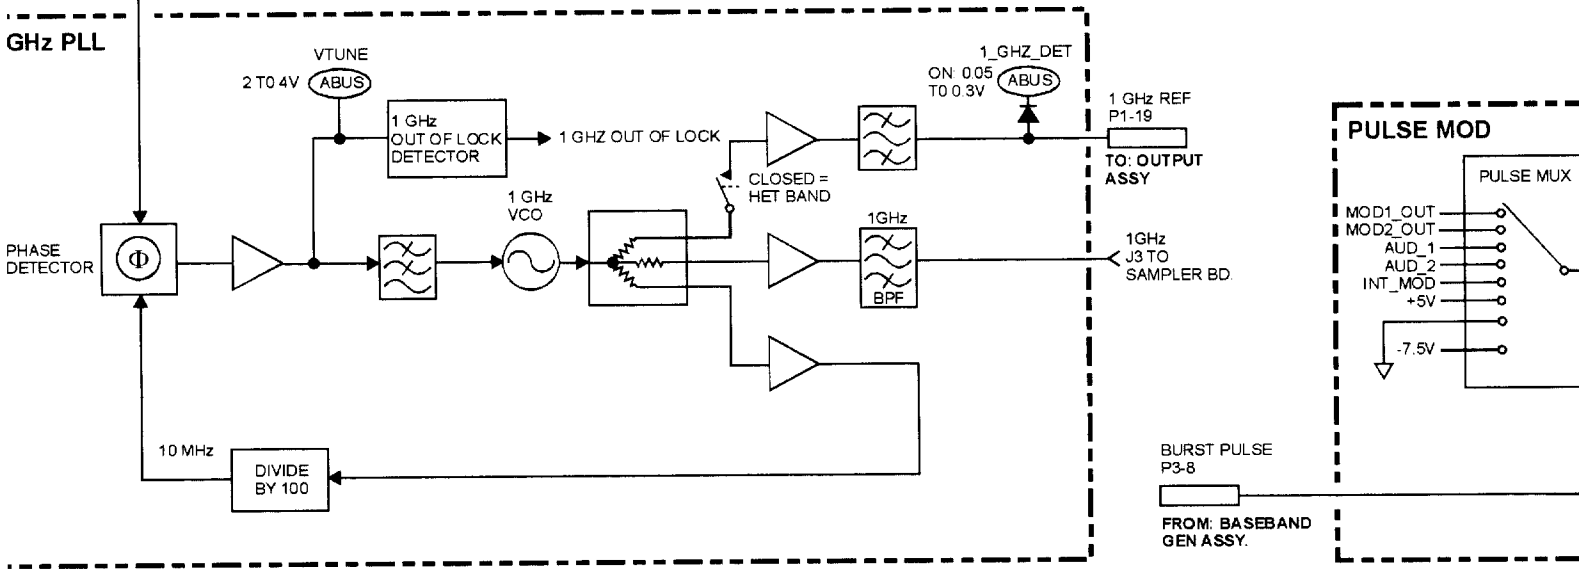 GHz PLL
VTUNE
2 TO.4V
ABUS
1 GHz
OUT OF LOCK
DETECTOR
1 GHZ OUT OF LOCK
1_GHZ_DET
ON: 0.05
TO 0.3V
ABUS
1 GHz REF
P1-19
TO: OUTPUT
ASSY
CLOSED =
HET BAND
1 GHz
VCO
PHASE
DETECTOR
Φ
1GHz
BPF
1GHz
J3 TO
SAMPLER BD.
10 MHz
DIVIDE
BY 100
BURST PULSE
P3-8
FROM: BASEBAND
GEN ASSY.
PULSE MOD
PULSE MUX
MOD1_OUT
MOD2_OUT
AUD_1
AUD_2
INT_MOD
+5V
-7.5V